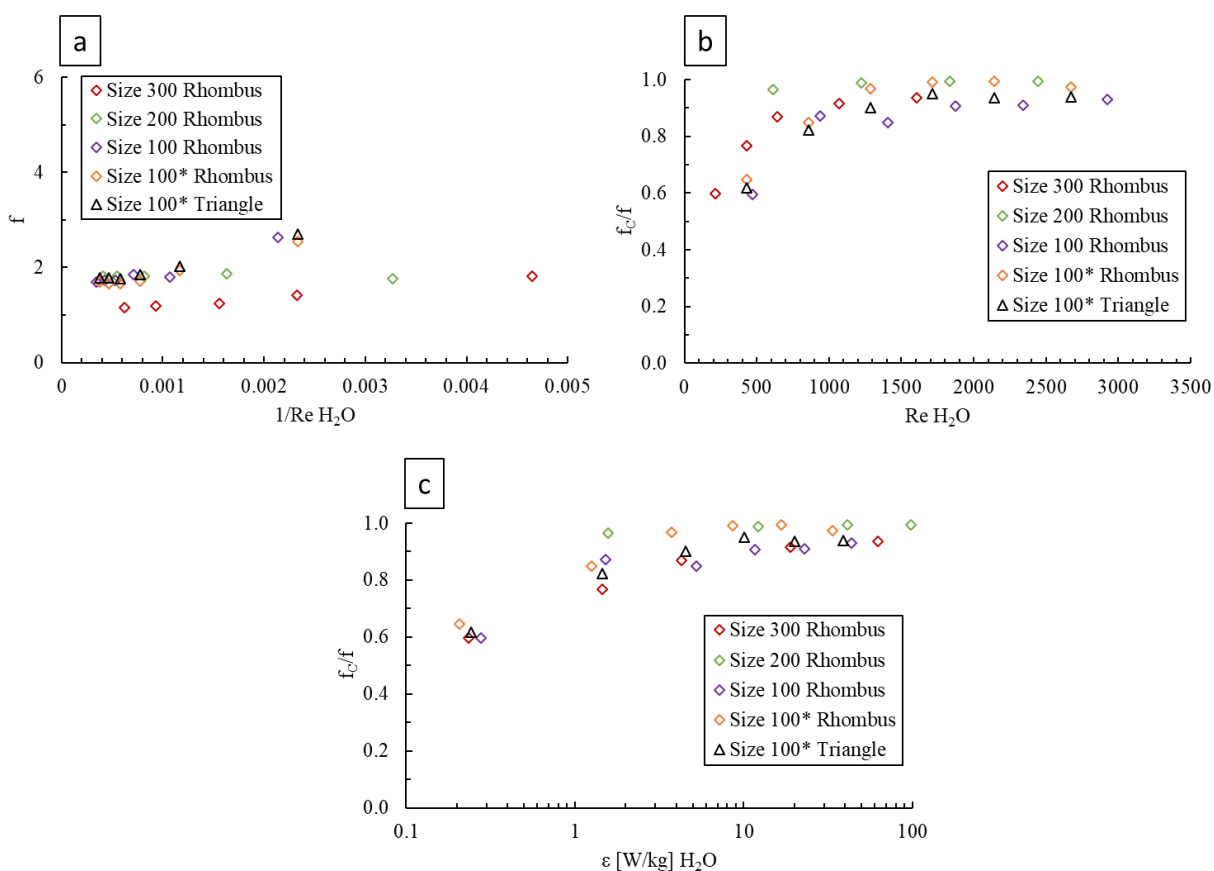 a
6
4
2
0
f
Size 300 Rhombus
Size 200 Rhombus
Size 100 Rhombus
Size 100* Rhombus
Size 100* Triangle
0 0.001 0.002 0.003 0.004 0.005
1/Re H₂O
b
1.0
0.8
0.6
0.4
0.2
0.0
f_C/f
Size 300 Rhombus
Size 200 Rhombus
Size 100 Rhombus
Size 100* Rhombus
Size 100* Triangle
0 500 1000 1500 2000 2500 3000 3500
Re H₂O
c
1.0
0.8
0.6
0.4
0.2
0.0
f_C/f
Size 300 Rhombus
Size 200 Rhombus
Size 100 Rhombus
Size 100* Rhombus
Size 100* Triangle
0.1 1 10 100
ε [W/kg] H₂O